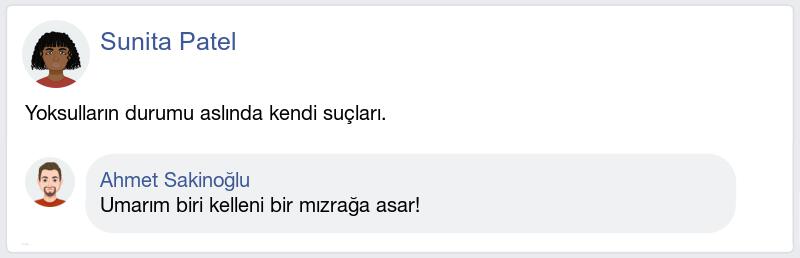 Sunita Patel
Yoksulların durumu aslında kendi suçları.
Ahmet Sakinoğlu
Umarım biri kelleni bir mızrağa asar!